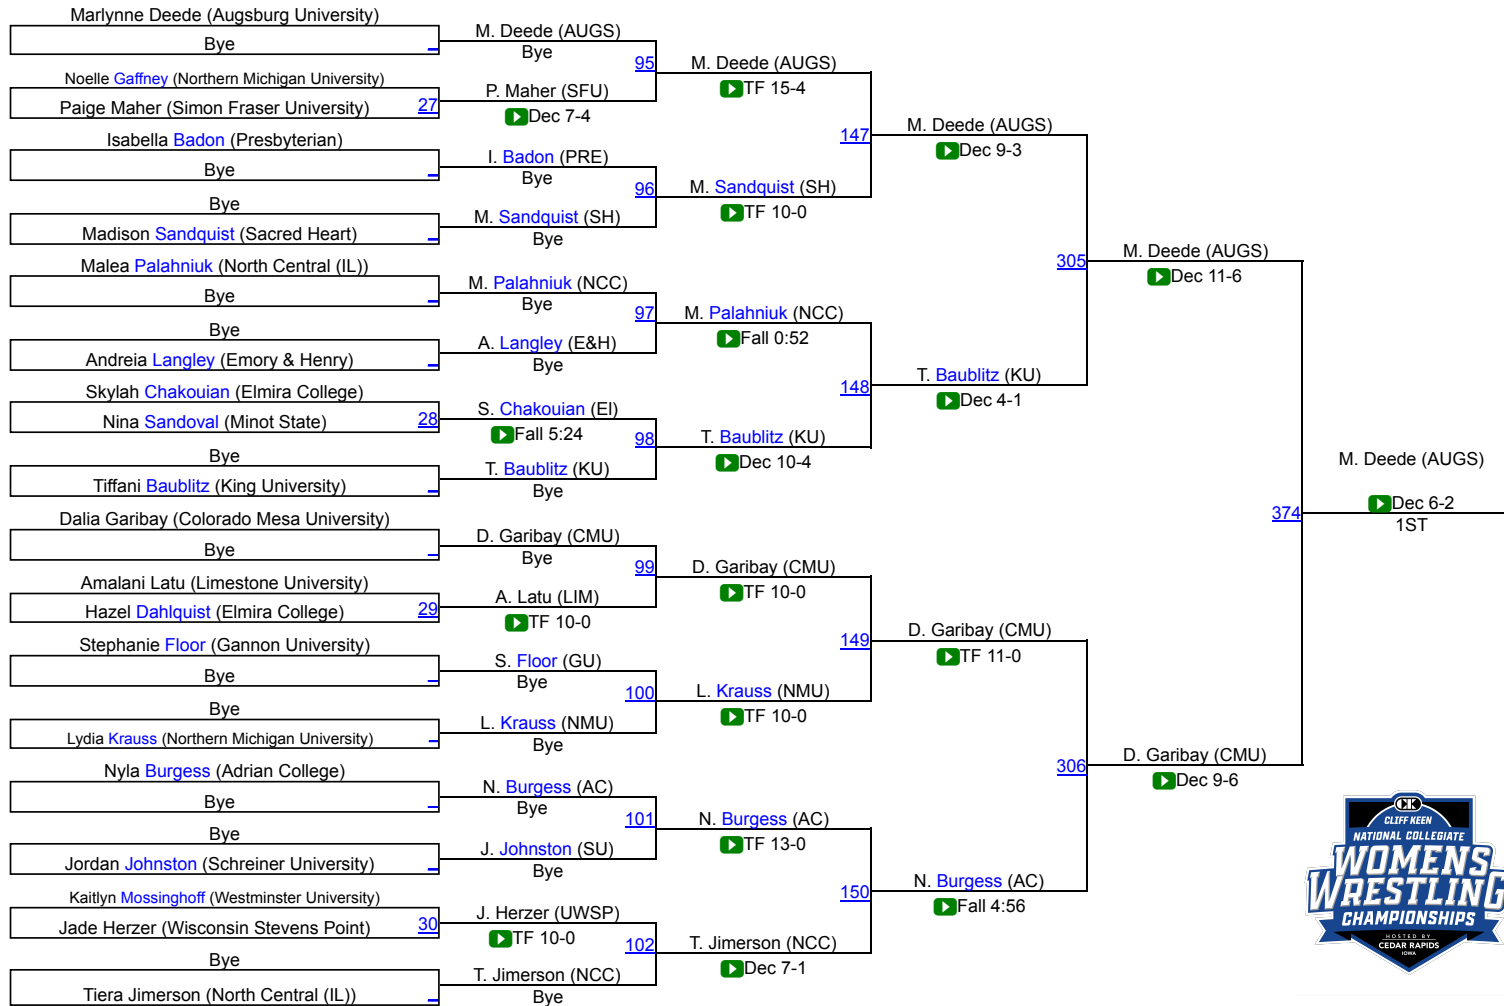 Marlynne Deede (Augsburg University)
Bye
Noelle Gaffney (Northern Michigan University)
Paige Maher (Simon Fraser University) 27
Isabella Badon (Presbyterian)
Bye
Bye
Madison Sandquist (Sacred Heart)
Malea Palahniuk (North Central (IL))
Bye
Bye
Andreia Langley (Emory & Henry)
Skylah Chakouian (Elmira College)
Nina Sandoval (Minot State) 28
Bye
Tiffani Baublitz (King University)
Dalia Garibay (Colorado Mesa University)
Bye
Amalani Latu (Limestone University)
Hazel Dahlquist (Elmira College) 29
Stephanie Floor (Gannon University)
Bye
Bye
Lydia Krauss (Northern Michigan University)
Nyla Burgess (Adrian College)
Bye
Bye
Jordan Johnston (Schreiner University)
Kaitlyn Mossinghoff (Westminster University)
Jade Herzer (Wisconsin Stevens Point) 30
Bye
Tiera Jimerson (North Central (IL))
M. Deede (AUGS)
Bye
95
P. Maher (SFU)
Dec 7-4
I. Badon (PRE)
Bye
96
M. Sandquist (SH)
Bye
M. Palahniuk (NCC)
Bye
97
A. Langley (E&H)
Bye
S. Chakouian (El)
Fall 5:24
98
T. Baublitz (KU)
Bye
D. Garibay (CMU)
Bye
99
A. Latu (LIM)
TF 10-0
S. Floor (GU)
Bye
100
L. Krauss (NMU)
Bye
N. Burgess (AC)
Bye
101
J. Johnston (SU)
Bye
J. Herzer (UWSP)
TF 10-0
102
T. Jimerson (NCC)
Bye
M. Deede (AUGS)
TF 15-4
147
M. Sandquist (SH)
TF 10-0
M. Palahniuk (NCC)
Fall 0:52
148
T. Baublitz (KU)
Dec 10-4
D. Garibay (CMU)
TF 10-0
149
L. Krauss (NMU)
TF 10-0
N. Burgess (AC)
TF 13-0
150
T. Jimerson (NCC)
Dec 7-1
M. Deede (AUGS)
Dec 9-3
305
T. Baublitz (KU)
Dec 4-1
D. Garibay (CMU)
TF 11-0
306
N. Burgess (AC)
Fall 4:56
M. Deede (AUGS)
Dec 11-6
374
D. Garibay (CMU)
Dec 9-6
M. Deede (AUGS)
Dec 6-2
1ST
CLIFF KEEN
NATIONAL COLLEGIATE
WOMENS
WRESTLING
CHAMPIONSHIPS
HOSTED BY
CEDAR RAPIDS
IOWA